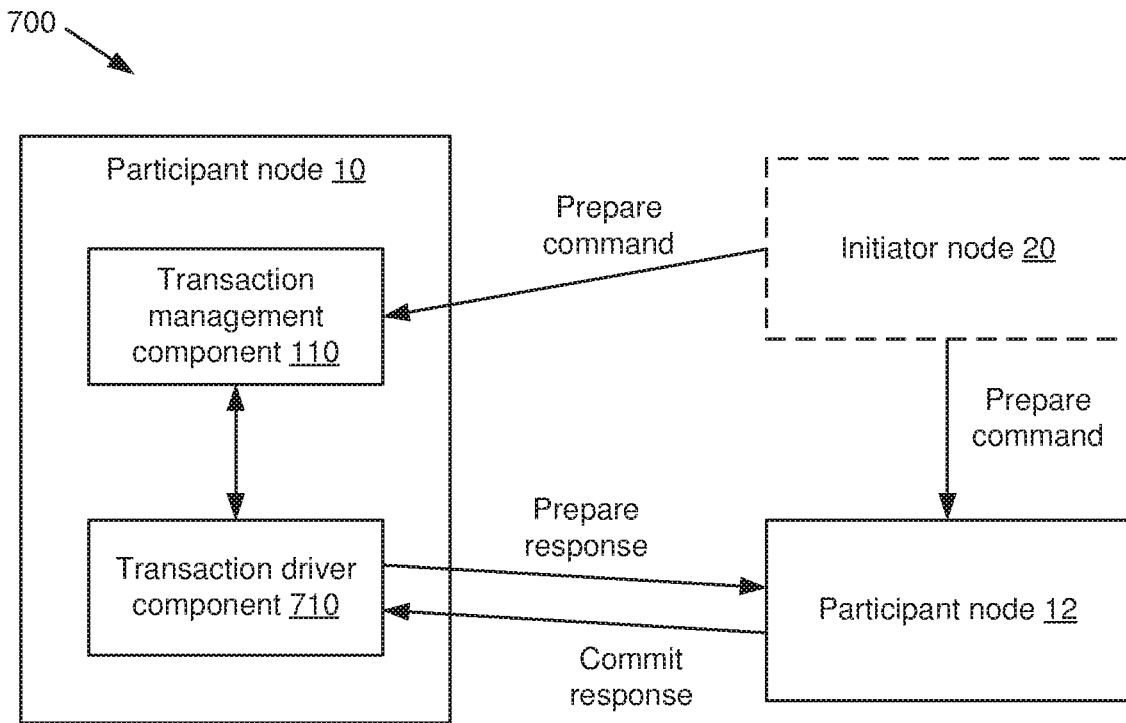 700
Participant node 10
Prepare
command
Initiator node 20
Transaction
management
component 110
Prepare
command
Prepare
response
Transaction driver
component 710
Participant node 12
Commit
response